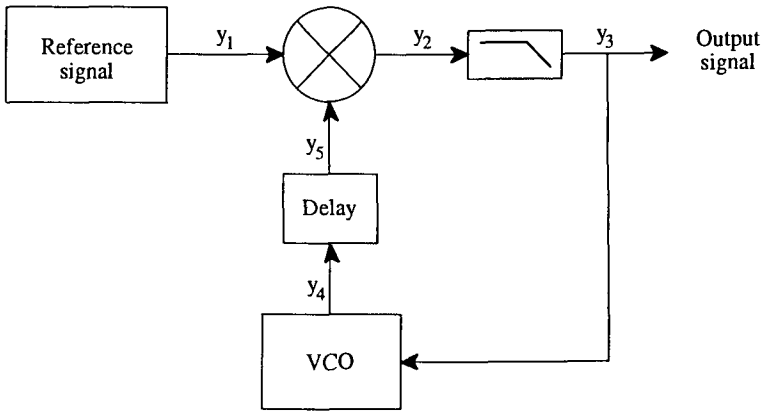 Reference
signal
y₁
y₂
y₃
Output
signal
y₅
Delay
y₄
VCO